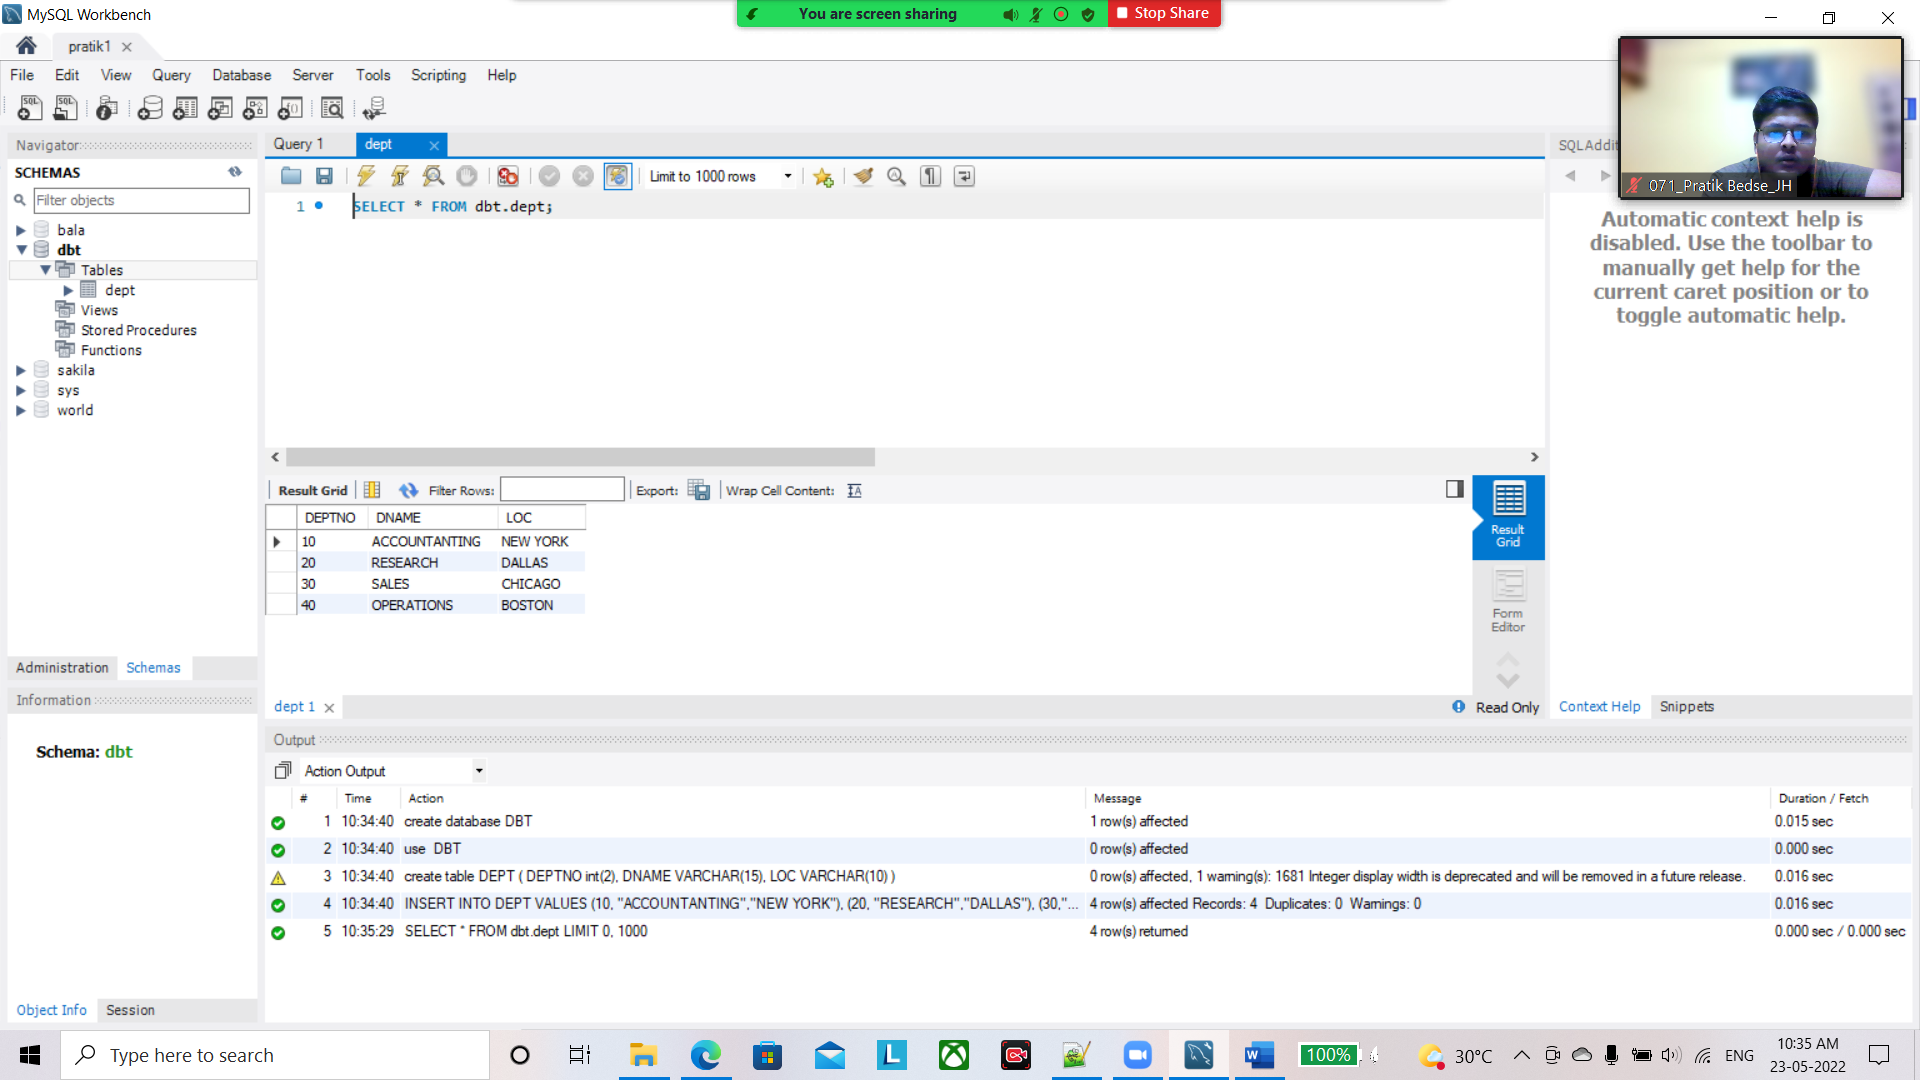 MySQL Workbench
You are screen sharing
Stop Share
pratik1
File Edit View Query Database Server Tools Scripting Help
071_Pratik Bedse_JH
Navigator
SCHEMAS
Filter objects
bala
dbt
Tables
dept
Views
Stored Procedures
Functions
sakila
sys
world
Administration Schemas
Information
Schema: dbt
Object Info Session
Query 1 dept
Limit to 1000 rows
1 SELECT * FROM dbt.dept;
SQLAddit
Automatic context help is
disabled. Use the toolbar to
manually get help for the
current caret position or to
toggle automatic help.
Result Grid Filter Rows: Export: Wrap Cell Content:
DEPTNO DNAME LOC
10 ACCOUNTANTING NEW YORK
20 RESEARCH DALLAS
30 SALES CHICAGO
40 OPERATIONS BOSTON
Result
Grid
Form
Editor
dept 1 Read Only
Context Help Snippets
Output
Action Output
# Time Action Message Duration / Fetch
1 10:34:40 create database DBT 1 row(s) affected 0.015 sec
2 10:34:40 use DBT 0 row(s) affected 0.000 sec
3 10:34:40 create table DEPT ( DEPTNO int(2), DNAME VARCHAR(15), LOC VARCHAR(10) ) 0 row(s) affected, 1 warning(s): 1681 Integer display width is deprecated and will be removed in a future release. 0.016 sec
4 10:34:40 INSERT INTO DEPT VALUES (10, "ACCOUNTANTING","NEW YORK"), (20, "RESEARCH","DALLAS"), (30,"... 4 row(s) affected Records: 4 Duplicates: 0 Warnings: 0 0.016 sec
5 10:35:29 SELECT * FROM dbt.dept LIMIT 0, 1000 4 row(s) returned 0.000 sec / 0.000 sec
Type here to search
100%
30°C
ENG
10:35 AM
23-05-2022